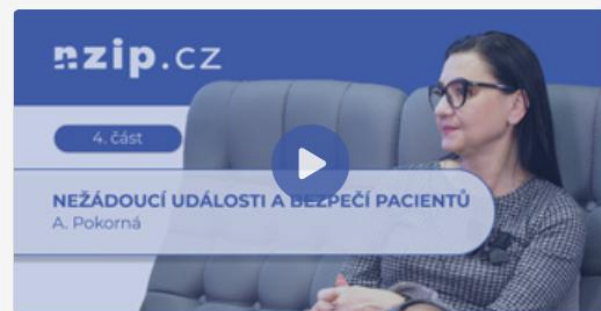 nzip.cz
4. část
NEŽÁDOUCÍ UDÁLOSTI A BEZPEČÍ PACIENTŮ
A. Pokorná